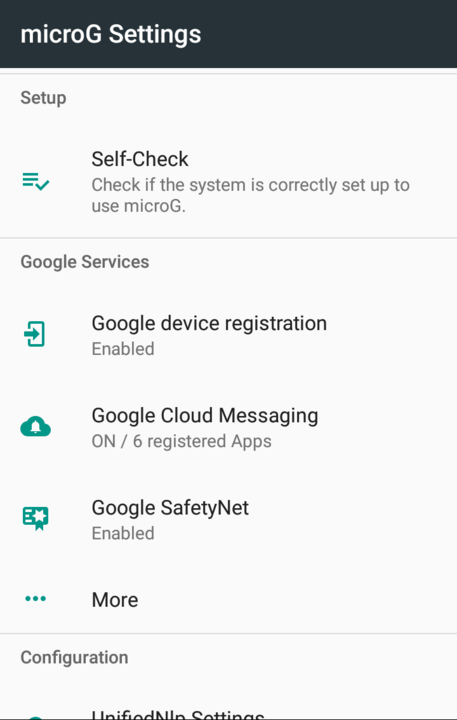 microG Settings
Setup
Self-Check
Check if the system is correctly set up to
use microG.
Google Services
Google device registration
Enabled
Google Cloud Messaging
ON / 6 registered Apps
Google SafetyNet
Enabled
More
Configuration
UnifiedNlp Settings